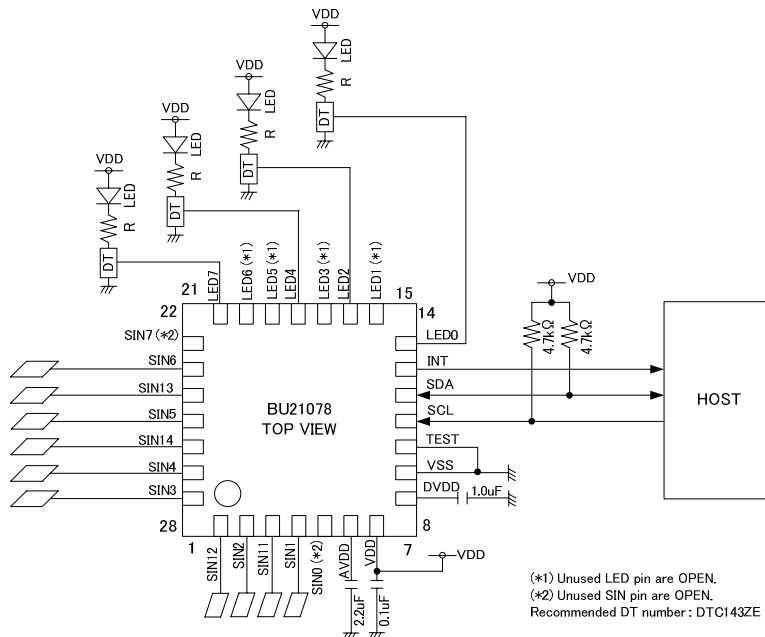 VDD
LED
R
DT
VDD
LED
R
DT
VDD
LED
R
DT
VDD
LED
R
DT
21
LED7
LED6 (*1)
LED5 (*1)
LED4
LED3 (*1)
LED2
LED1 (*1)
15
22
14
SIN7 (*2)
SIN6
SIN13
SIN5
SIN14
SIN4
SIN3
BU21078
TOP VIEW
LED0
INT
SDA
SCL
TEST
VSS
DVDD
1.0uF
VDD
4.7kΩ
4.7kΩ
HOST
28
8
1
7
SIN12
SIN2
SIN11
SIN1
SIN0 (*2)
AVDD
VDD
2.2uF
0.1uF
VDD
(*1) Unused LED pin are OPEN.
(*2) Unused SIN pin are OPEN.
Recommended DT number : DTC143ZE